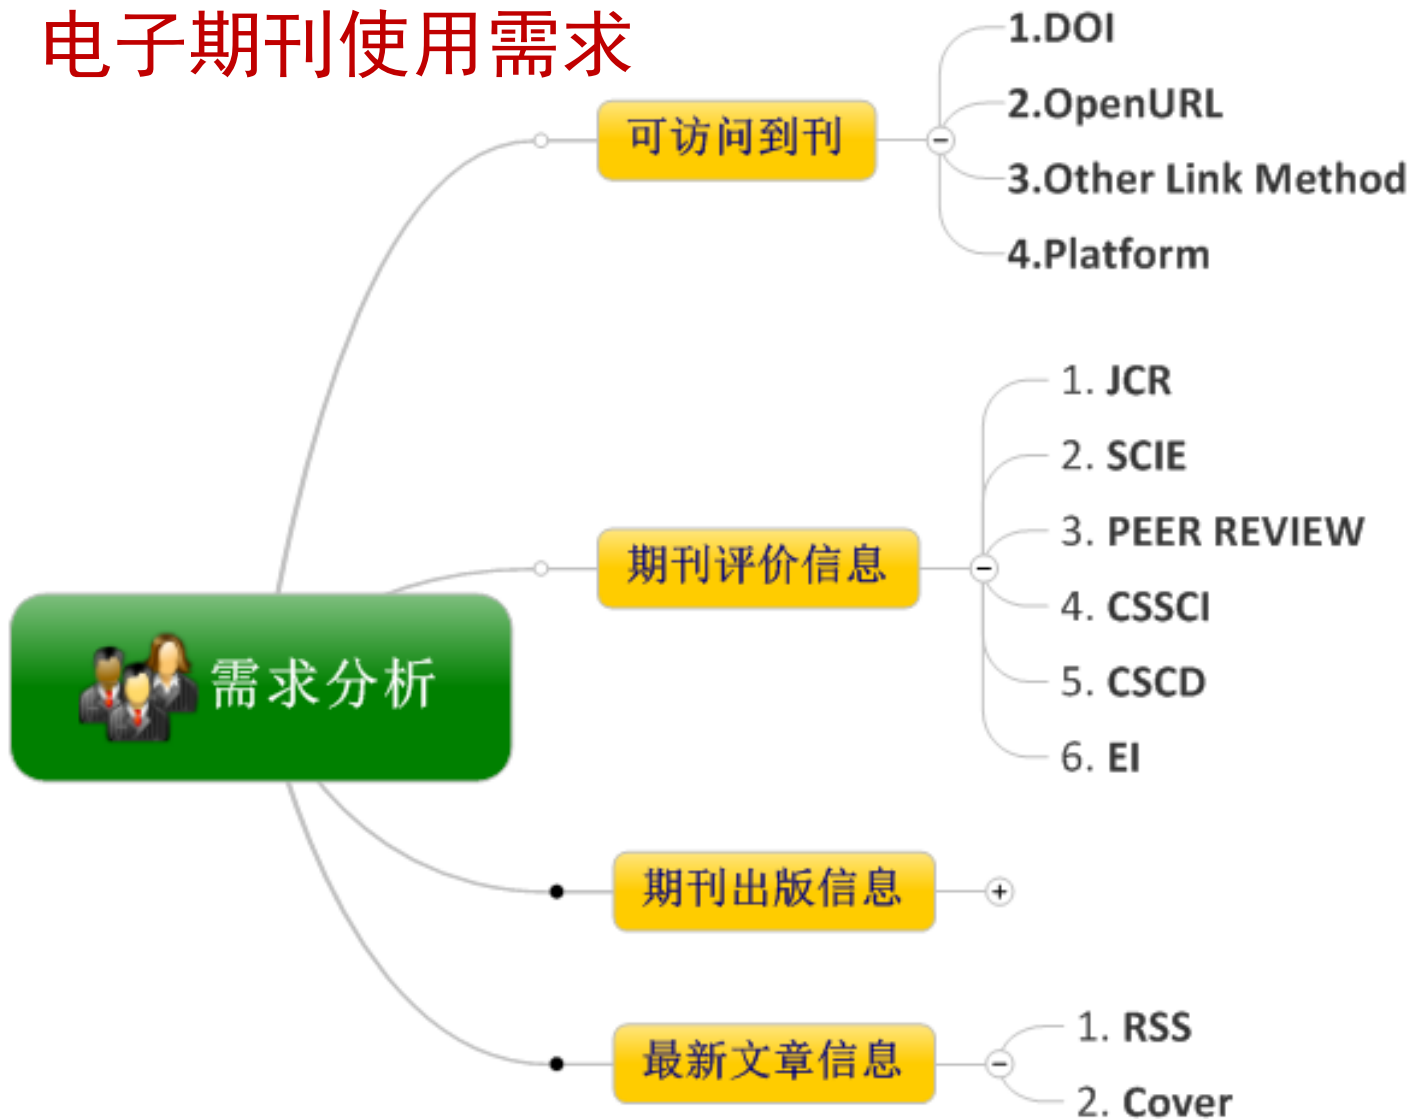 电子期刊使用需求
需求分析
可访问到刊
1.DOI
2.OpenURL
3.Other Link Method
4.Platform
期刊评价信息
1. JCR
2. SCIE
3. PEER REVIEW
4. CSSCI
5. CSCD
6. EI
期刊出版信息
最新文章信息
1. RSS
2. Cover